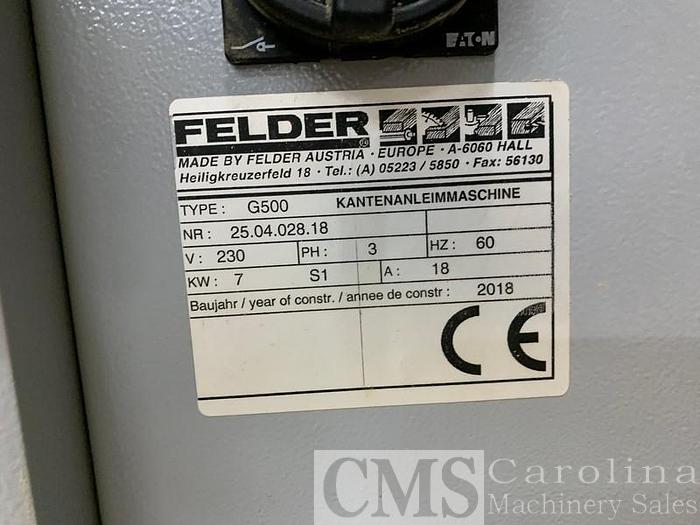 EATON
FELDER®
MADE BY FELDER AUSTRIA · EUROPE · A-6060 HALL
Heiligkreuzerfeld 18 · Tel.: (A) 05223 / 5850 · Fax: 56130
TYPE : G500 KANTENANLEIMMASCHINE
NR : 25.04.028.18
V : 230 PH : 3 HZ : 60
KW : 7 S1 A : 18
Baujahr / year of constr. / annee de constr : 2018
CE
CMS Carolina
Machinery Sales